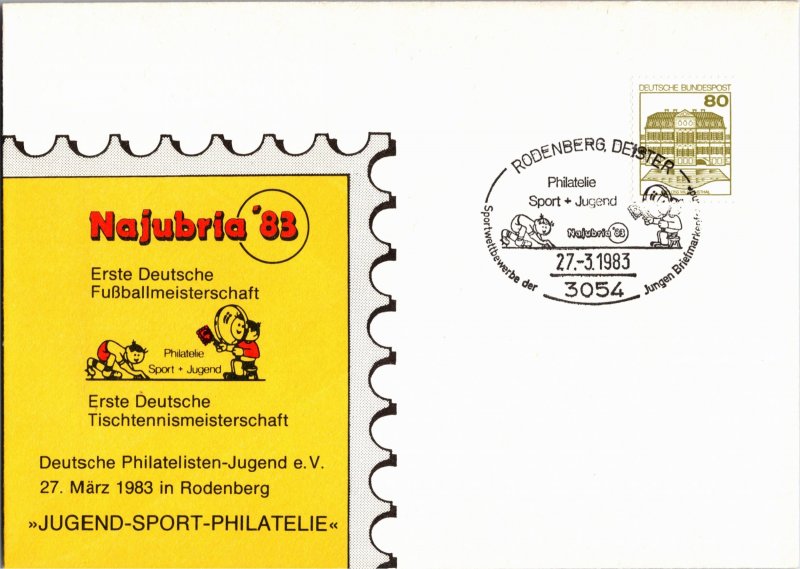 Najubria '83
Erste Deutsche
Fußballmeisterschaft
Philatelie
Sport + Jugend
Erste Deutsche
Tischtennismeisterschaft
Deutsche Philatelisten-Jugend e.V.
27. März 1983 in Rodenberg
»JUGEND-SPORT-PHILATELIE«
DEUTSCHE BUNDESPOST
80
RODENBERG, DEISTER
Philatelie
Sport + Jugend
Najubria 83
27.-3.1983
3054
Sportwettbewerbe der
Jungen Briefmarken